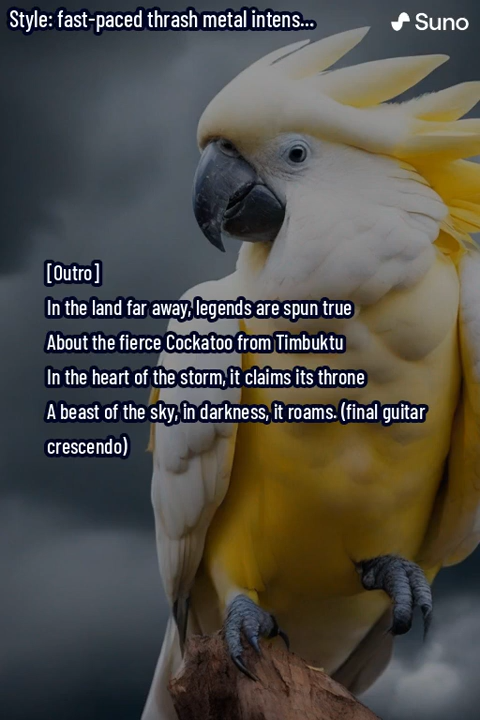 Style: fast-paced thrash metal intens...
Suno
[Outro]
In the land far away, legends are spun true
About the fierce Cockatoo from Timbuktu
In the heart of the storm, it claims its throne
A beast of the sky, in darkness, it roams. (final guitar
crescendo)